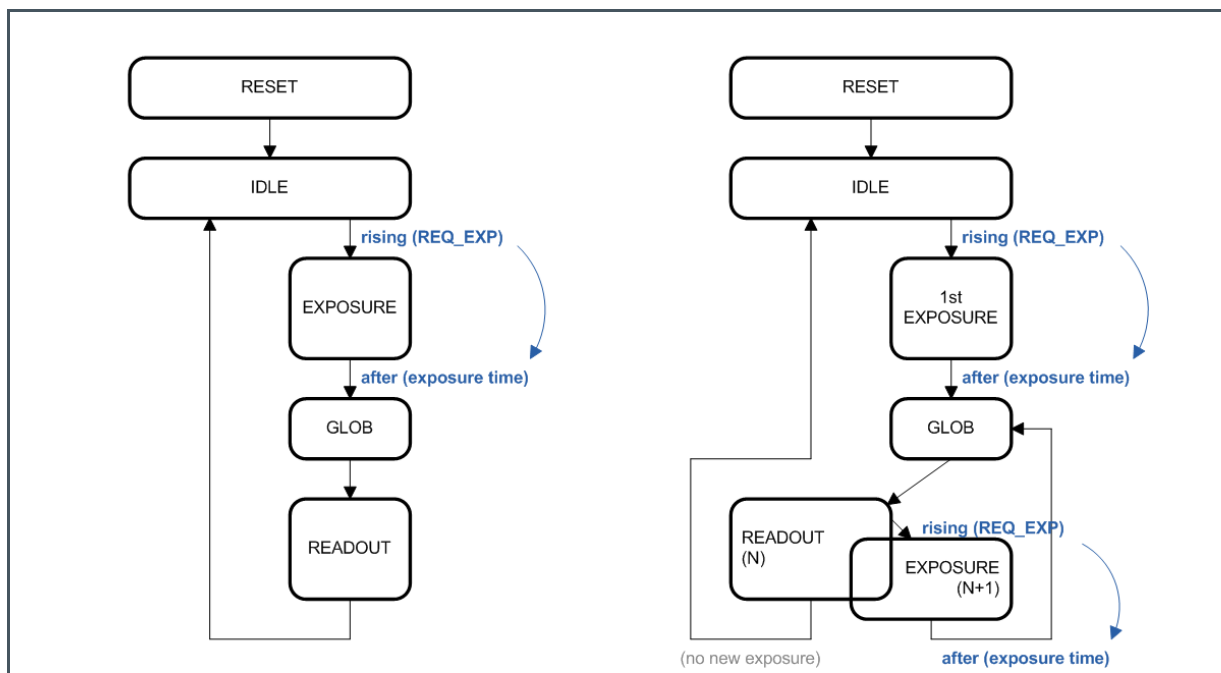 RESET
IDLE
rising (REQ_EXP)
EXPOSURE
after (exposure time)
GLOB
READOUT
RESET
IDLE
rising (REQ_EXP)
1st
EXPOSURE
after (exposure time)
GLOB
READOUT
(N)
rising (REQ_EXP)
EXPOSURE
(N+1)
(no new exposure)
after (exposure time)